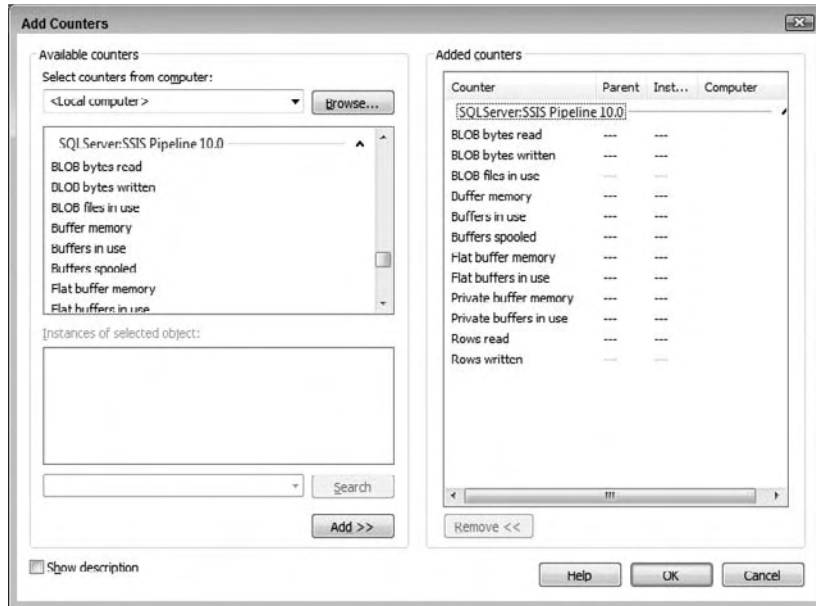 Add Counters
Available counters
Select counters from computer:
<Local computer>
Browse...
SQLServer:SSIS Pipeline 10.0
BLOB bytes read
BLOB bytes written
BLOB files in use
Buffer memory
Buffers in use
Buffers spooled
Flat buffer memory
Flat buffers in use
Instances of selected object:
Search
Add >>
Show description
Added counters
Counter Parent Inst... Computer
SQLServer:SSIS Pipeline 10.0
BLOB bytes read --- ---
BLOB bytes written --- ---
BLOB files in use --- ---
Buffer memory --- ---
Buffers in use --- ---
Buffers spooled --- ---
Flat buffer memory --- ---
Flat buffers in use --- ---
Private buffer memory --- ---
Private buffers in use --- ---
Rows read --- ---
Rows written --- ---
Remove <<
Help
OK
Cancel